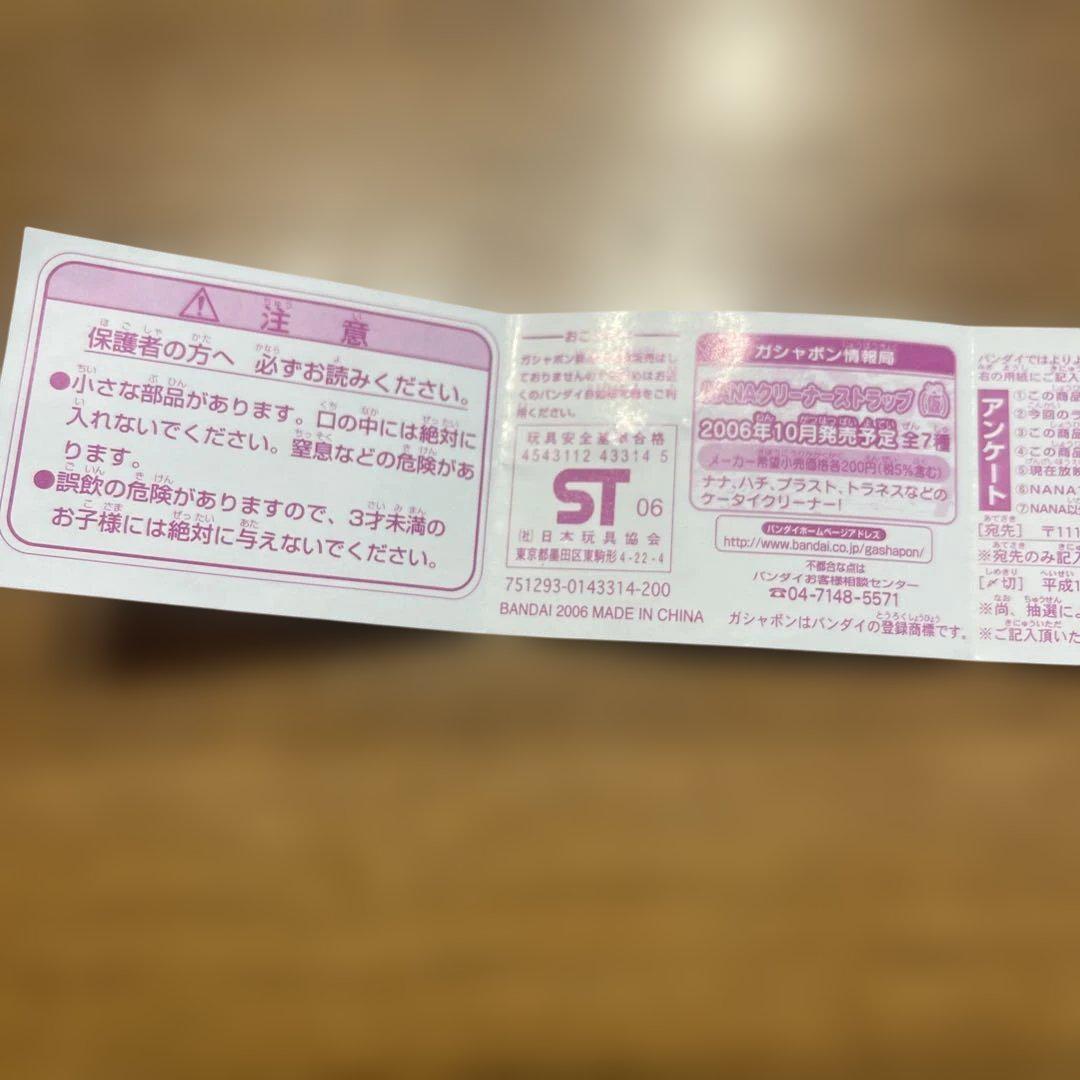 注意
保護者の方へ 必ずお読みください。
●小さな部品があります。口の中には絶対に
入れないでください。窒息などの危険があ
ります。
●誤飲の危険がありますので、3才未満の
お子様には絶対に与えないでください。
おこ
ガシャポン
ておりませんので
くのバンダイ
用ください。
玩具安全基準合格
4543112 43314 5
ST 06
(社)日本玩具協会
東京都墨田区東駒形4-22-4
751293-0143314-200
BANDAI 2006 MADE IN CHINA
ガシャポン情報局
NANAクリーナーストラップ(仮)
2006年10月発売予定 全7種
メーカー希望小売価格各200円(税5%含む)
ナナ、ハチ、ブラスト、トラネスなどの
ケータイクリーナー!
バンダイホームページアドレス
http://www.bandai.co.jp/gashapon/
不都合な点は
バンダイお客様相談センター
☎04-7148-5571
ガシャポンはバンダイの登録商標です。
バンダイではより
右の用紙にご記入
アンケート
①この商品
②今回のラ
③この商品
④この商品
⑤現在放映
⑥NANA
⑦NANA以
[宛先] 〒111
※宛先のみ記入
[〆切] 平成1
※尚、抽選によ
※ご記入頂いた